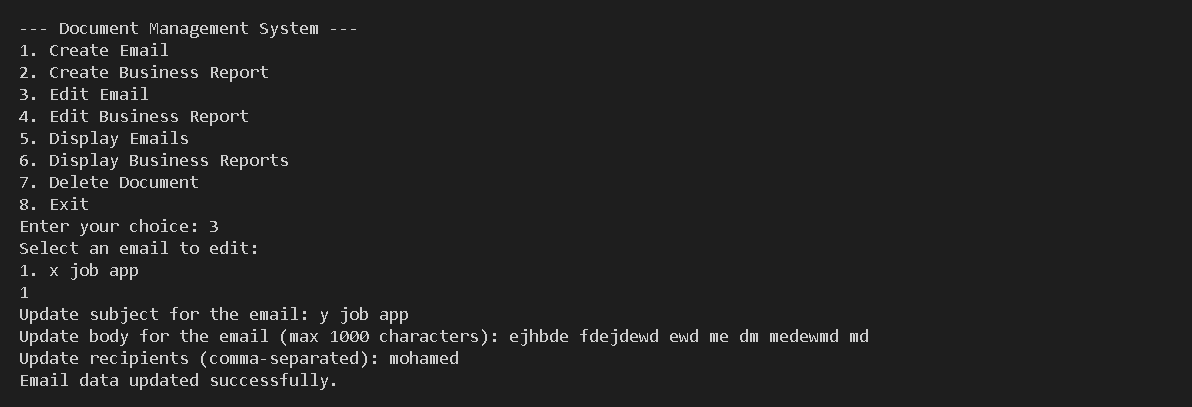 --- Document Management System ---
1. Create Email
2. Create Business Report
3. Edit Email
4. Edit Business Report
5. Display Emails
6. Display Business Reports
7. Delete Document
8. Exit
Enter your choice: 3
Select an email to edit:
1. x job app
1
Update subject for the email: y job app
Update body for the email (max 1000 characters): ejhbde fdejdewd ewd me dm medewmd md
Update recipients (comma-separated): mohamed
Email data updated successfully.